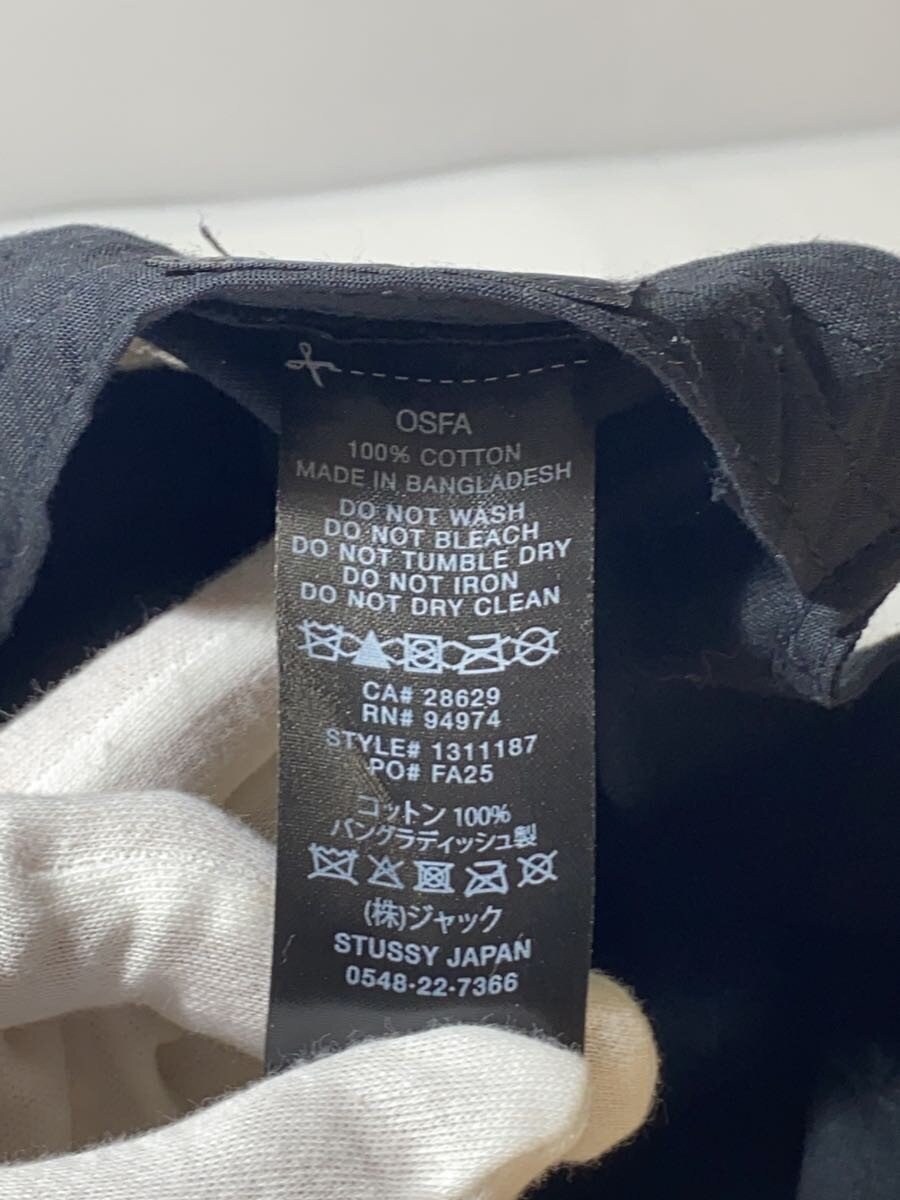 OSFA
100% COTTON
MADE IN BANGLADESH
DO NOT WASH
DO NOT BLEACH
DO NOT TUMBLE DRY
DO NOT IRON
DO NOT DRY CLEAN
CA# 28629
RN# 94974
STYLE# 1311187
PO# FA25
コットン 100%
バングラディッシュ製
(株)ジャック
STUSSY JAPAN
0548-22-7366